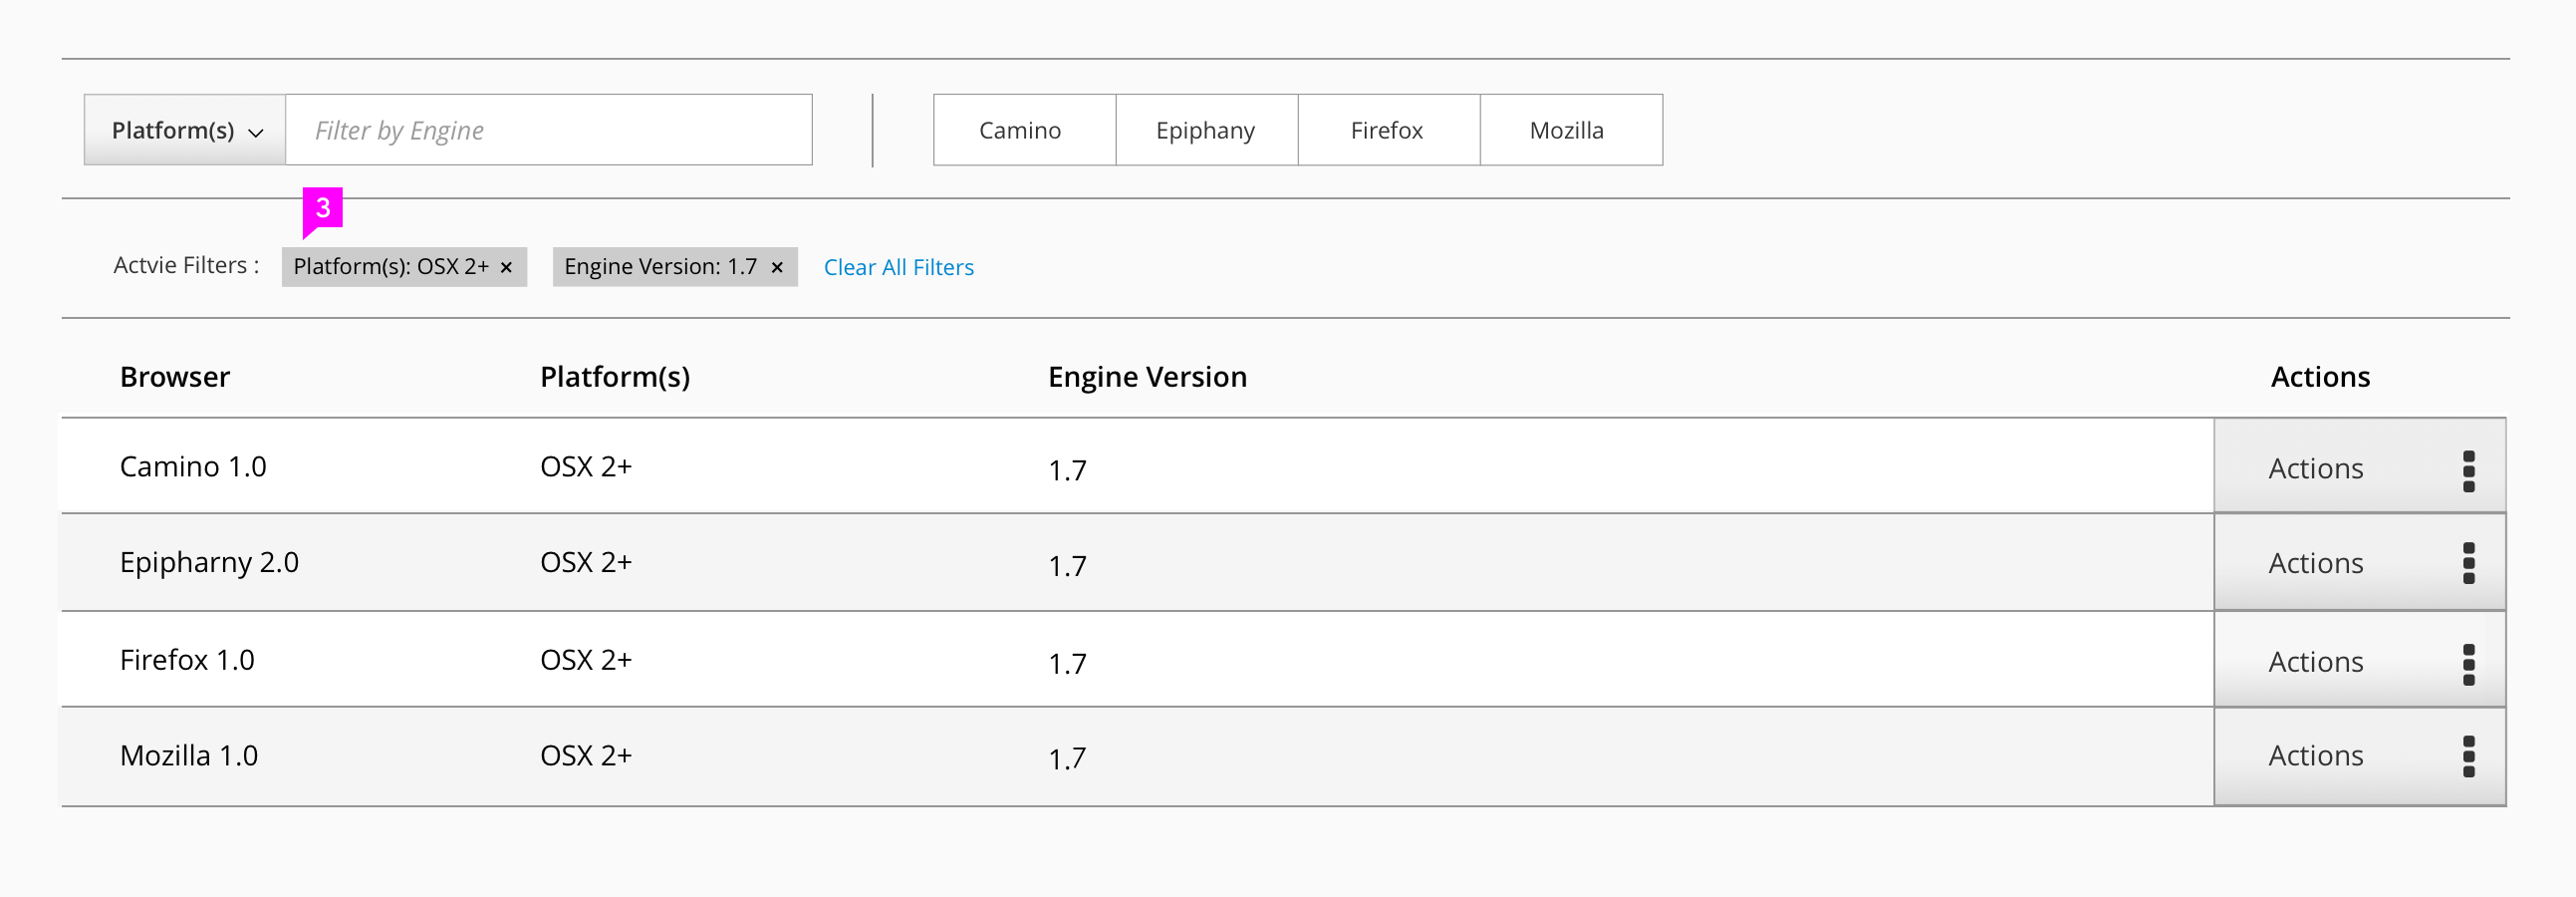 Platform(s) Filter by Engine Camino Epiphany Firefox Mozilla
3
Actvie Filters : Platform(s): OSX 2+ × Engine Version: 1.7 × Clear All Filters
Browser Platform(s) Engine Version Actions
Camino 1.0 OSX 2+ 1.7 Actions
Epipharny 2.0 OSX 2+ 1.7 Actions
Firefox 1.0 OSX 2+ 1.7 Actions
Mozilla 1.0 OSX 2+ 1.7 Actions